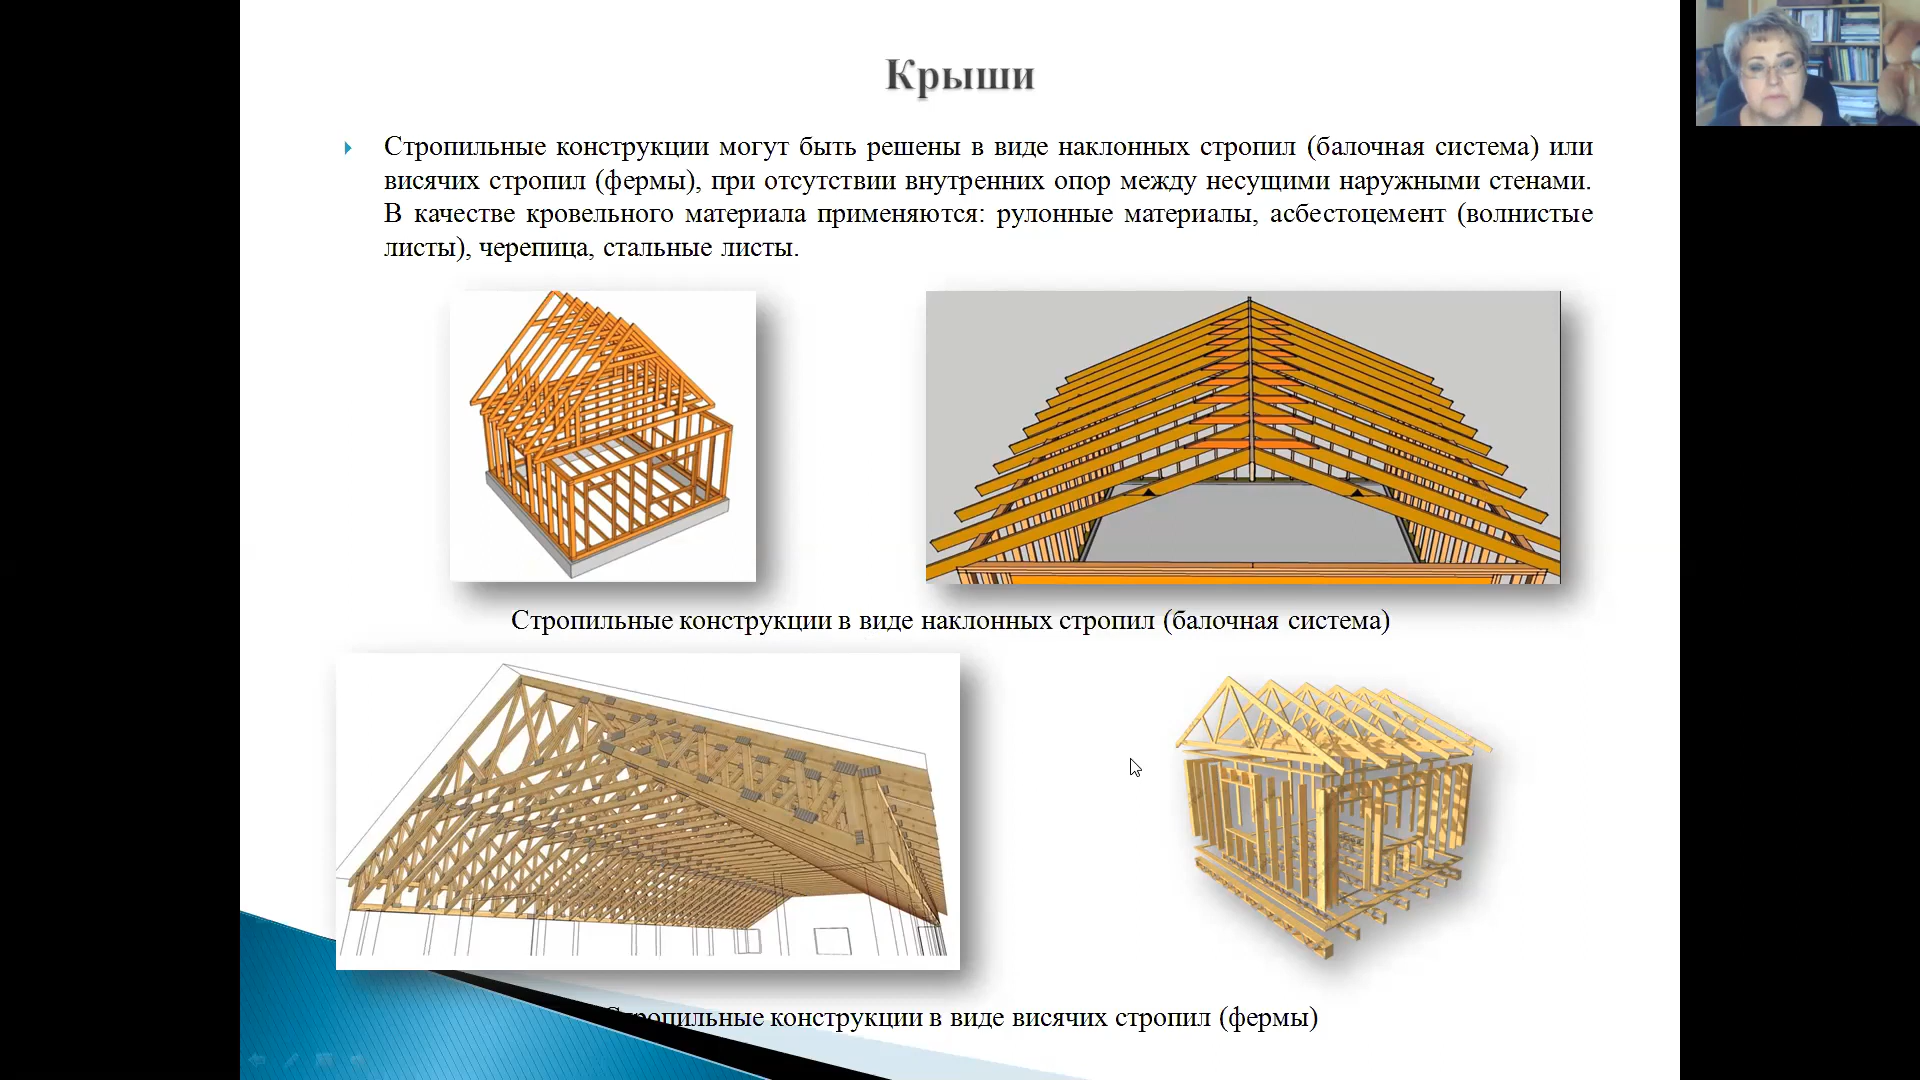 Крыши
Стропильные конструкции могут быть решены в виде наклонных стропил (балочная система) или
висячих стропил (фермы), при отсутствии внутренних опор между несущими наружными стенами.
В качестве кровельного материала применяются: рулонные материалы, асбестоцемент (волнистые
листы), черепица, стальные листы.
Стропильные конструкции в виде наклонных стропил (балочная система)
Стропильные конструкции в виде висячих стропил (фермы)